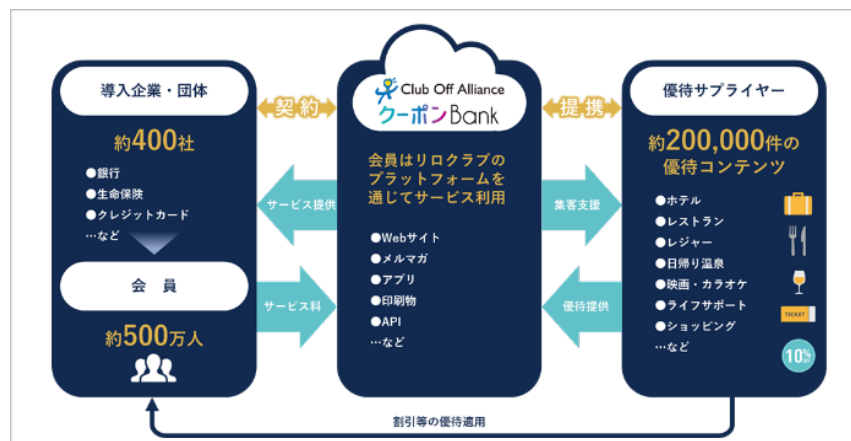 導入企業・団体
約400社
●銀行
●生命保険
●クレジットカード
…など
会 員
約500万人
契約
サービス提供
サービス料
Club Off Alliance
クーポンBank
会員はリロクラブの
プラットフォームを
通じてサービス利用
●Webサイト
●メルマガ
●アプリ
●印刷物
●API
…など
提携
集客支援
優待提供
優待サプライヤー
約200,000件の
優待コンテンツ
●ホテル
●レストラン
●レジャー
●日帰り温泉
●映画・カラオケ
●ライフサポート
●ショッピング
…など
TICKET
10%
割引等の優待適用